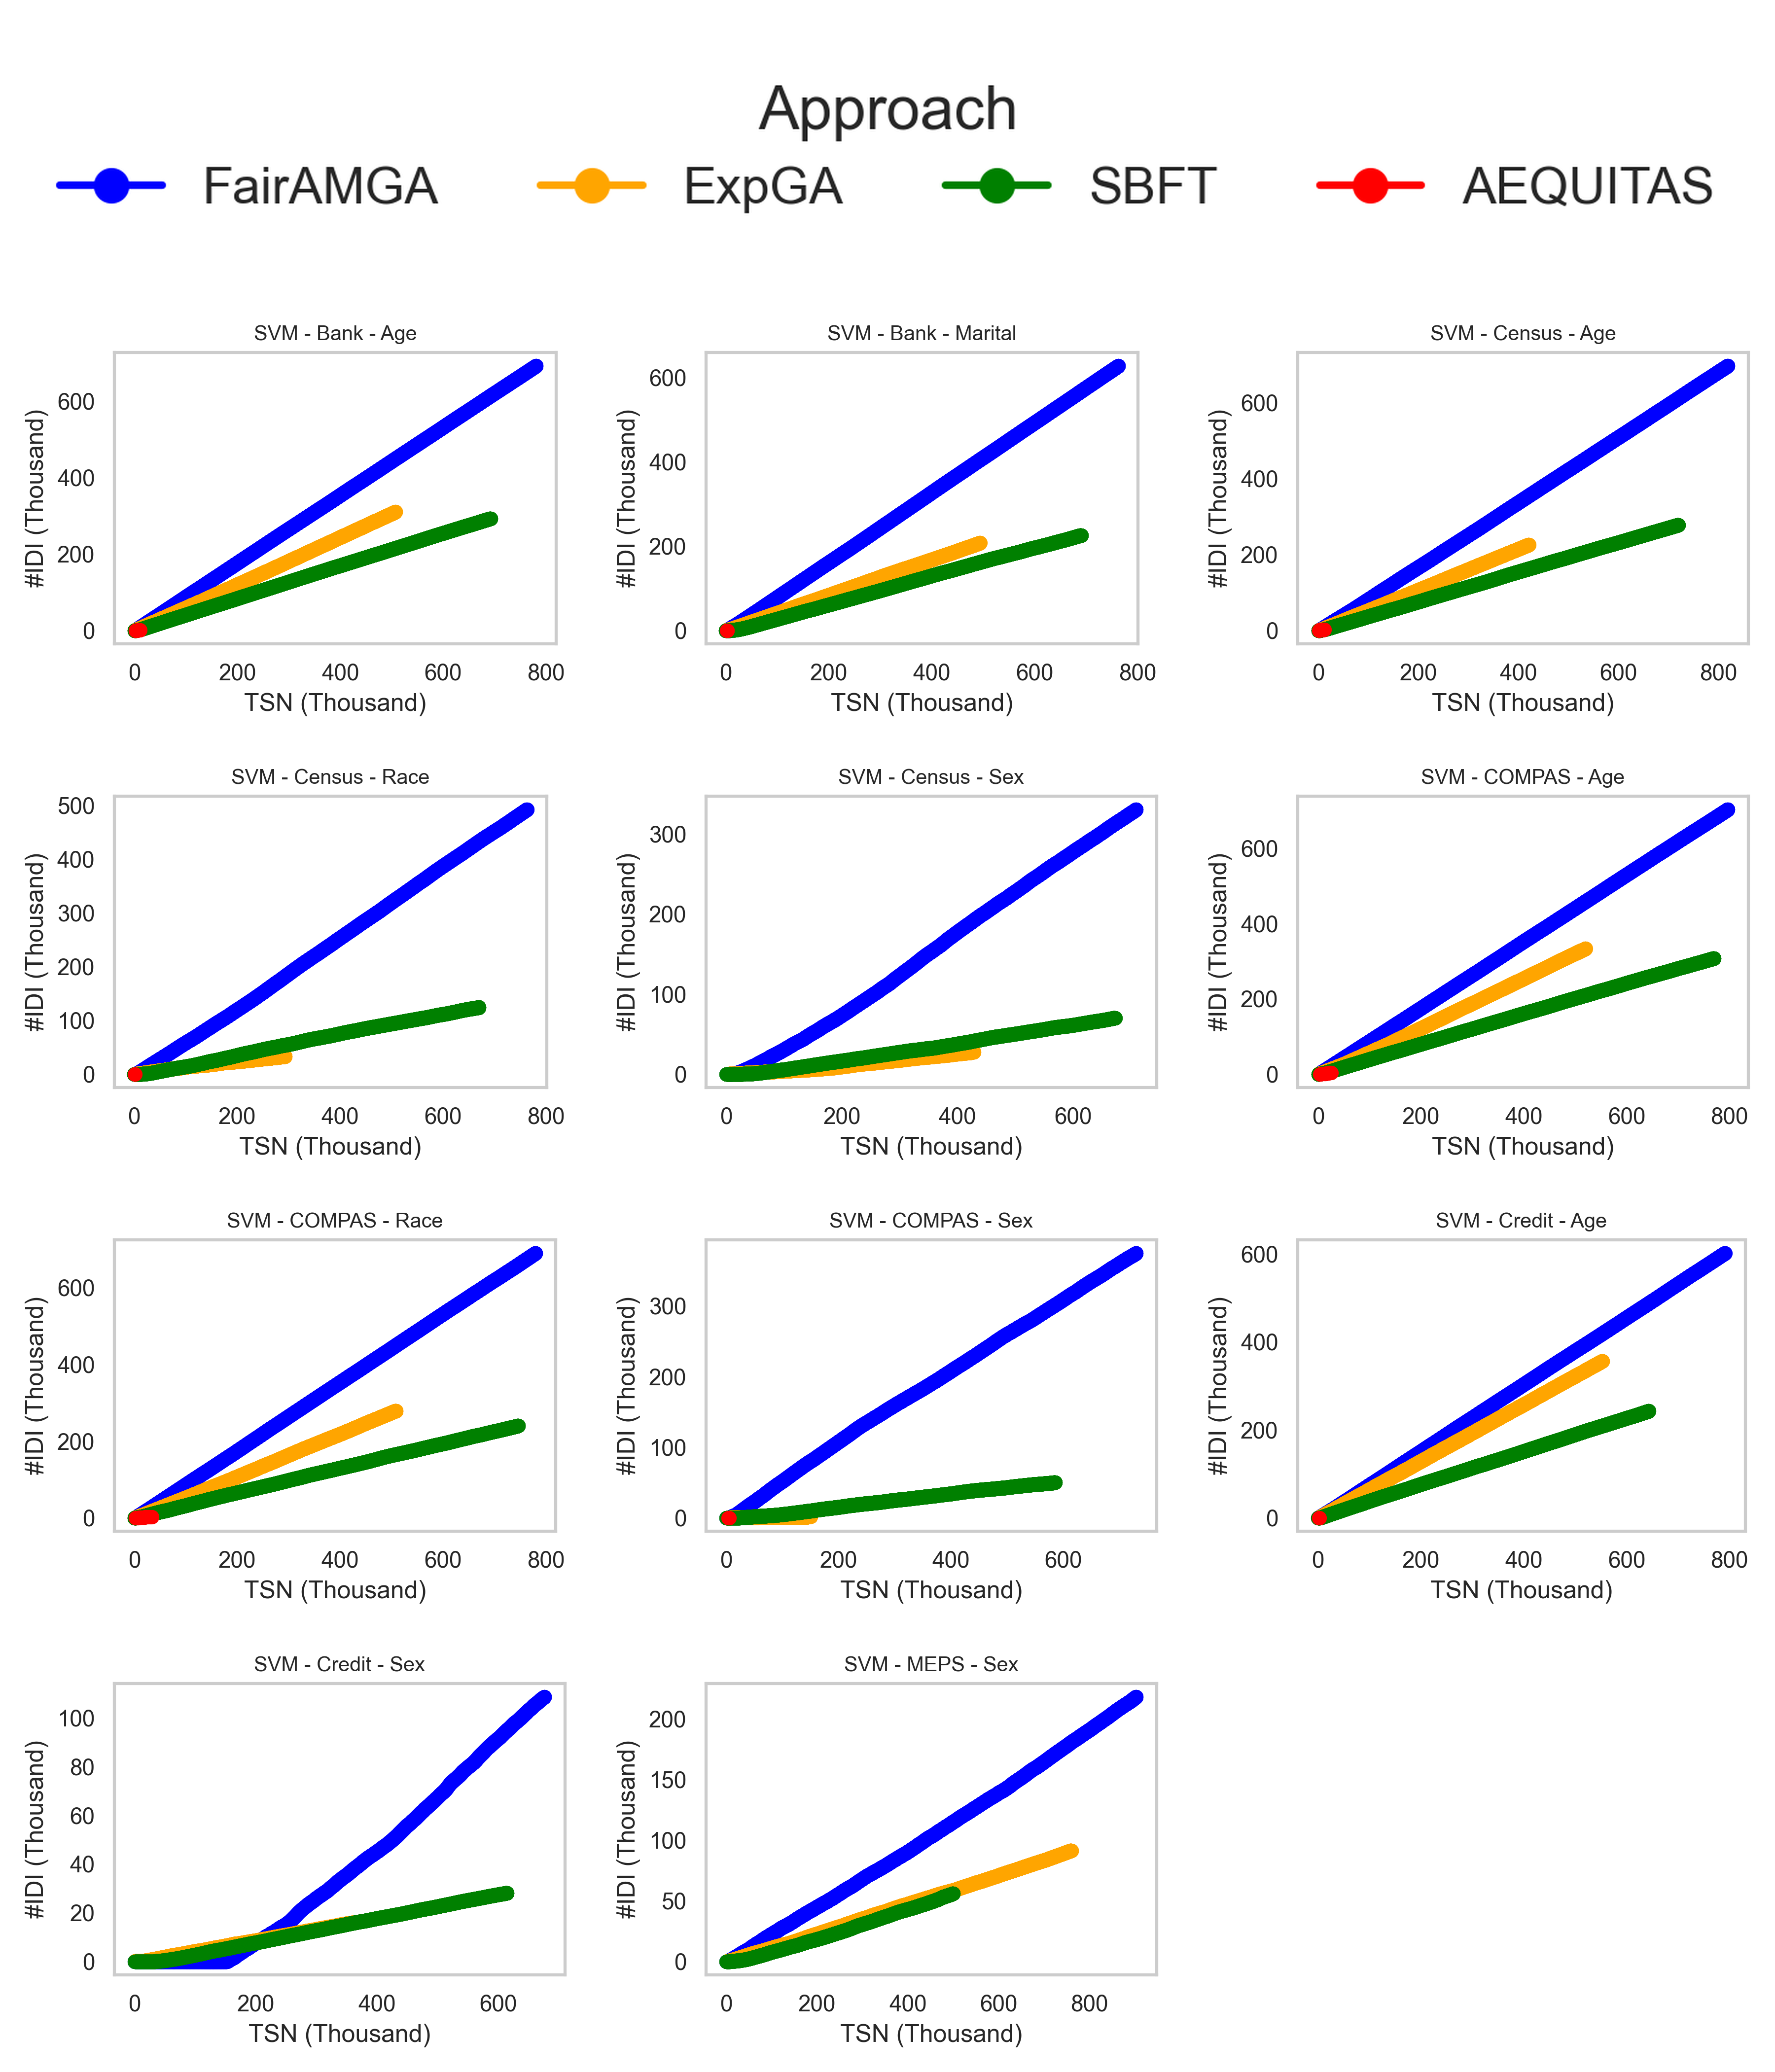 Approach
FairAMGA ExpGA SBFT AEQUITAS
SVM - Bank - Age
#IDI (Thousand)
600
400
200
0
0 200 400 600 800
TSN (Thousand)
SVM - Bank - Marital
#IDI (Thousand)
600
400
200
0
0 200 400 600 800
TSN (Thousand)
SVM - Census - Age
#IDI (Thousand)
600
400
200
0
0 200 400 600 800
TSN (Thousand)
SVM - Census - Race
#IDI (Thousand)
500
400
300
200
100
0
0 200 400 600 800
TSN (Thousand)
SVM - Census - Sex
#IDI (Thousand)
300
200
100
0
0 200 400 600
TSN (Thousand)
SVM - COMPAS - Age
#IDI (Thousand)
600
400
200
0
0 200 400 600 800
TSN (Thousand)
SVM - COMPAS - Race
#IDI (Thousand)
600
400
200
0
0 200 400 600 800
TSN (Thousand)
SVM - COMPAS - Sex
#IDI (Thousand)
300
200
100
0
0 200 400 600
TSN (Thousand)
SVM - Credit - Age
#IDI (Thousand)
600
400
200
0
0 200 400 600 800
TSN (Thousand)
SVM - Credit - Sex
#IDI (Thousand)
100
80
60
40
20
0
0 200 400 600
TSN (Thousand)
SVM - MEPS - Sex
#IDI (Thousand)
200
150
100
50
0
0 200 400 600 800
TSN (Thousand)